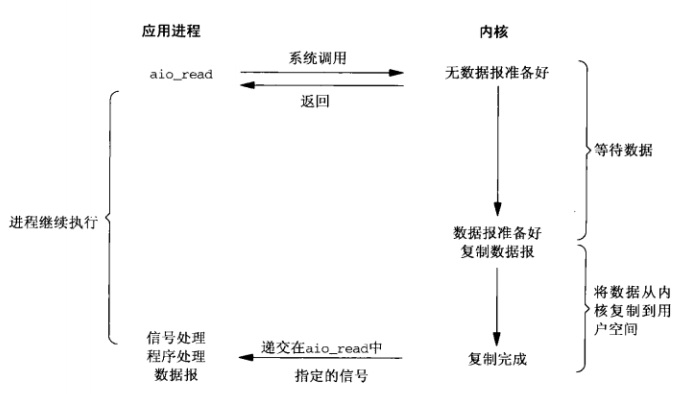 应用进程
内核
系统调用
aio_read
无数据报准备好
返回
等待数据
进程继续执行
数据报准备好
复制数据报
将数据从内
核复制到用
户空间
信号处理
程序处理
数据报
递交在aio_read中
指定的信号
复制完成